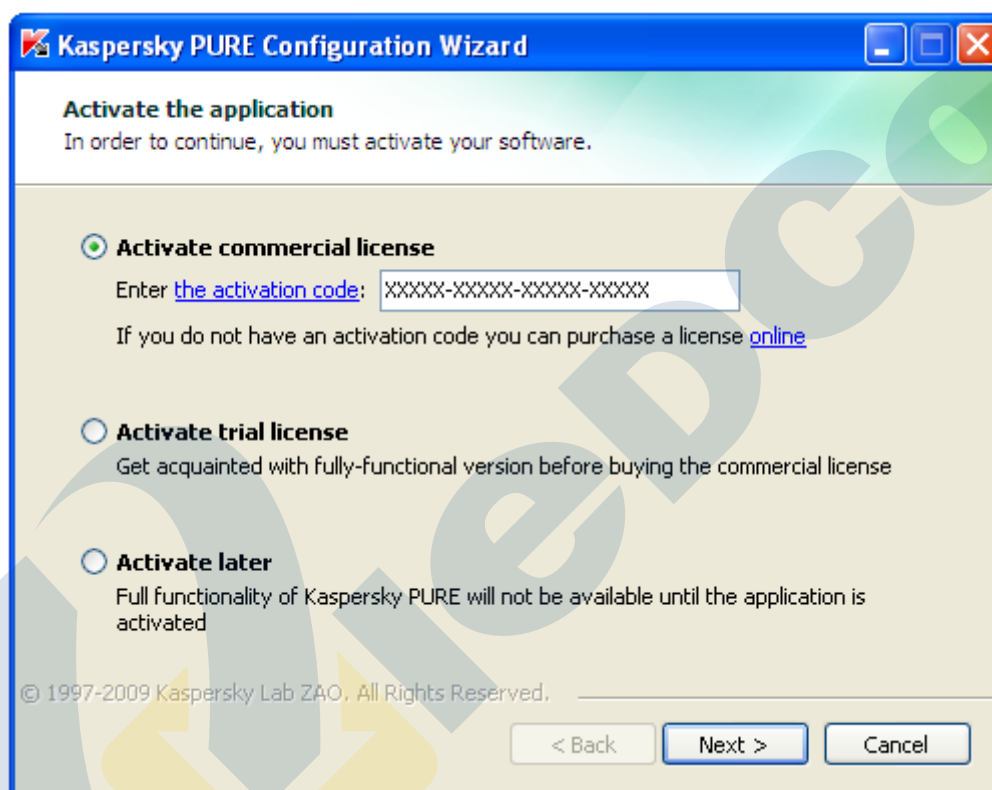 Kaspersky PURE Configuration Wizard
Activate the application
In order to continue, you must activate your software.
Activate commercial license
Enter the activation code: XXXXX-XXXXX-XXXXX-XXXXX
If you do not have an activation code you can purchase a license online
Activate trial license
Get acquainted with fully-functional version before buying the commercial license
Activate later
Full functionality of Kaspersky PURE will not be available until the application is
activated
© 1997-2009 Kaspersky Lab ZAO. All Rights Reserved.
< Back Next > Cancel